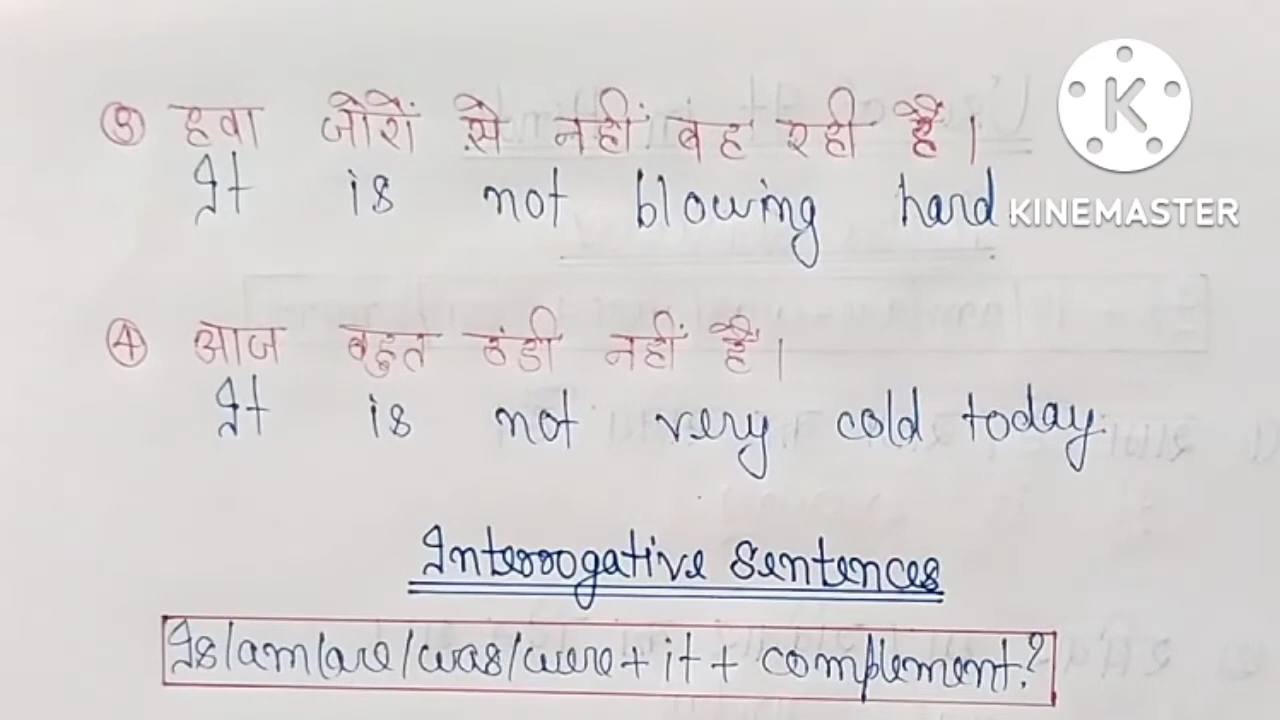 ③ हवा जोरों से नहीं बह रही है।
It is not blowing hard
KINEMASTER
④ आज बहुत ठंडी नहीं है।
It is not very cold today.
Interrogative Sentences
Is/am/are/was/were + it + complement?